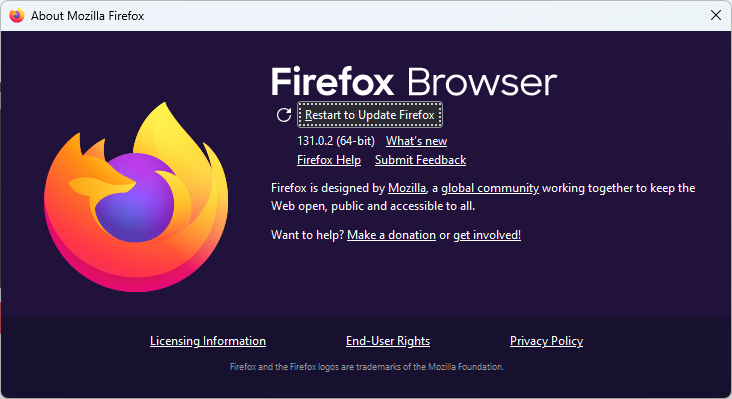 About Mozilla Firefox
Firefox Browser
Restart to Update Firefox
131.0.2 (64-bit) What's new
Firefox Help Submit Feedback
Firefox is designed by Mozilla, a global community working together to keep the
Web open, public and accessible to all.
Want to help? Make a donation or get involved!
Licensing Information End-User Rights Privacy Policy
Firefox and the Firefox logos are trademarks of the Mozilla Foundation.